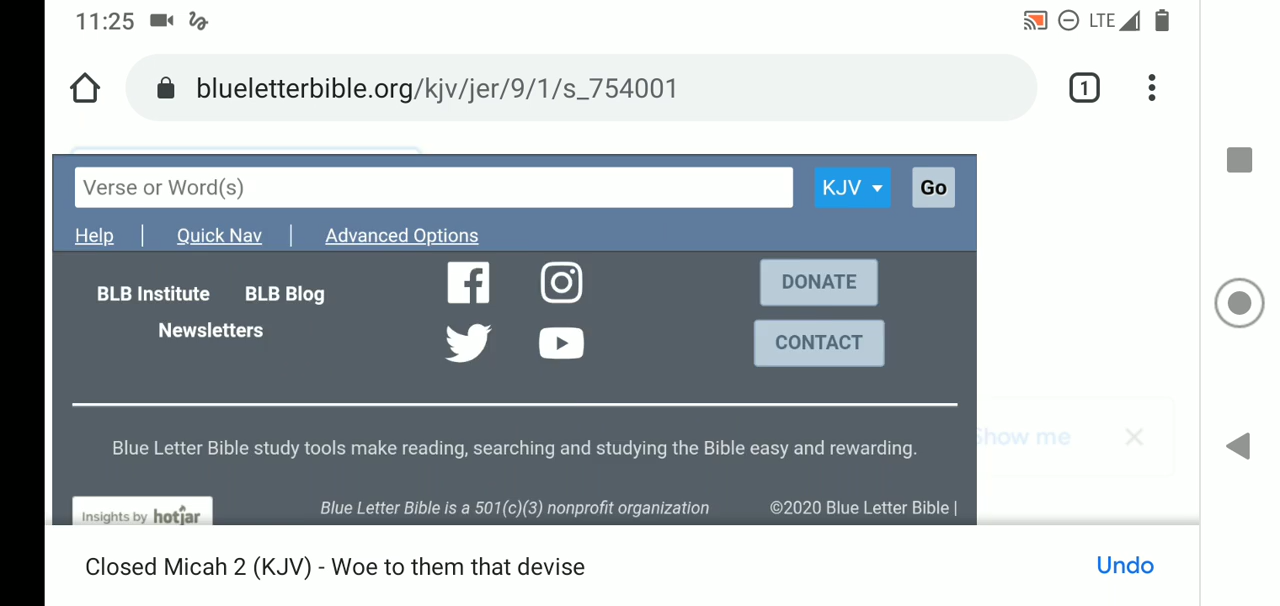 11:25
LTE
blueletterbible.org/kjv/jer/9/1/s_754001
1
Verse or Word(s)
KJV
Go
Help | Quick Nav | Advanced Options
BLB Institute BLB Blog
Newsletters
DONATE
CONTACT
Blue Letter Bible study tools make reading, searching and studying the Bible easy and rewarding.
Show me
Insights by hotjar
Blue Letter Bible is a 501(c)(3) nonprofit organization
©2020 Blue Letter Bible |
Closed Micah 2 (KJV) - Woe to them that devise
Undo